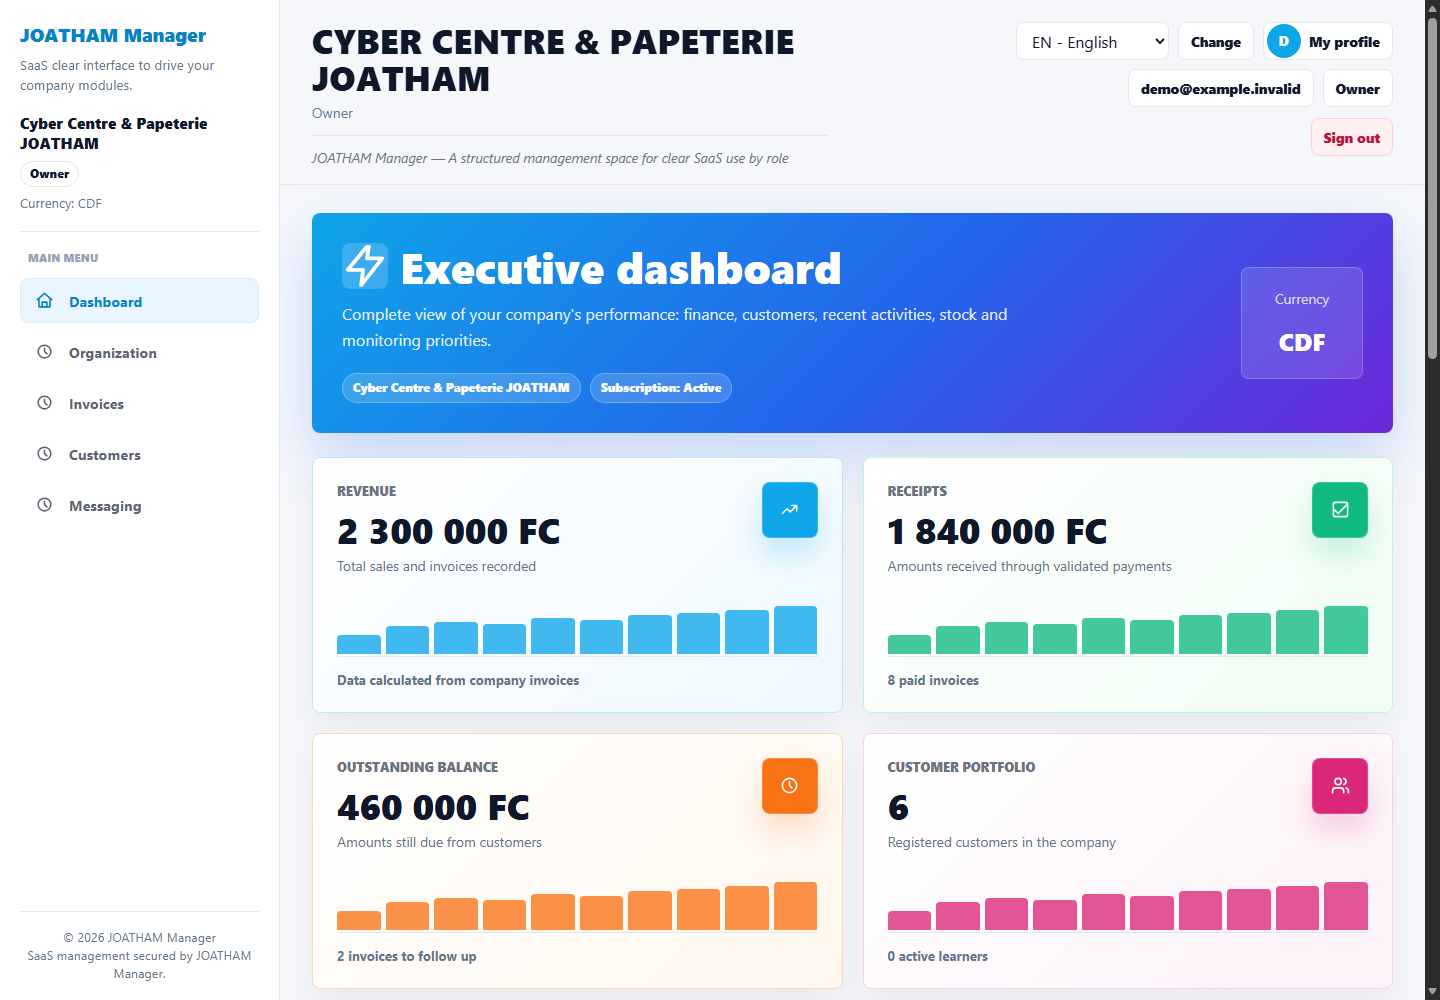 JOATHAM Manager
SaaS clear interface to drive your
company modules.
Cyber Centre & Papeterie
JOATHAM
Owner
Currency: CDF
MAIN MENU
Dashboard
Organization
Invoices
Customers
Messaging
© 2026 JOATHAM Manager
SaaS management secured by JOATHAM
Manager.
CYBER CENTRE & PAPETERIE
JOATHAM
Owner
JOATHAM Manager — A structured management space for clear SaaS use by role
EN - English
Change
D
My profile
demo@example.invalid
Owner
Sign out
Executive dashboard
Complete view of your company's performance: finance, customers, recent activities, stock and
monitoring priorities.
Cyber Centre & Papeterie JOATHAM
Subscription: Active
Currency
CDF
REVENUE
2 300 000 FC
Total sales and invoices recorded
Data calculated from company invoices
RECEIPTS
1 840 000 FC
Amounts received through validated payments
8 paid invoices
OUTSTANDING BALANCE
460 000 FC
Amounts still due from customers
2 invoices to follow up
CUSTOMER PORTFOLIO
6
Registered customers in the company
0 active learners